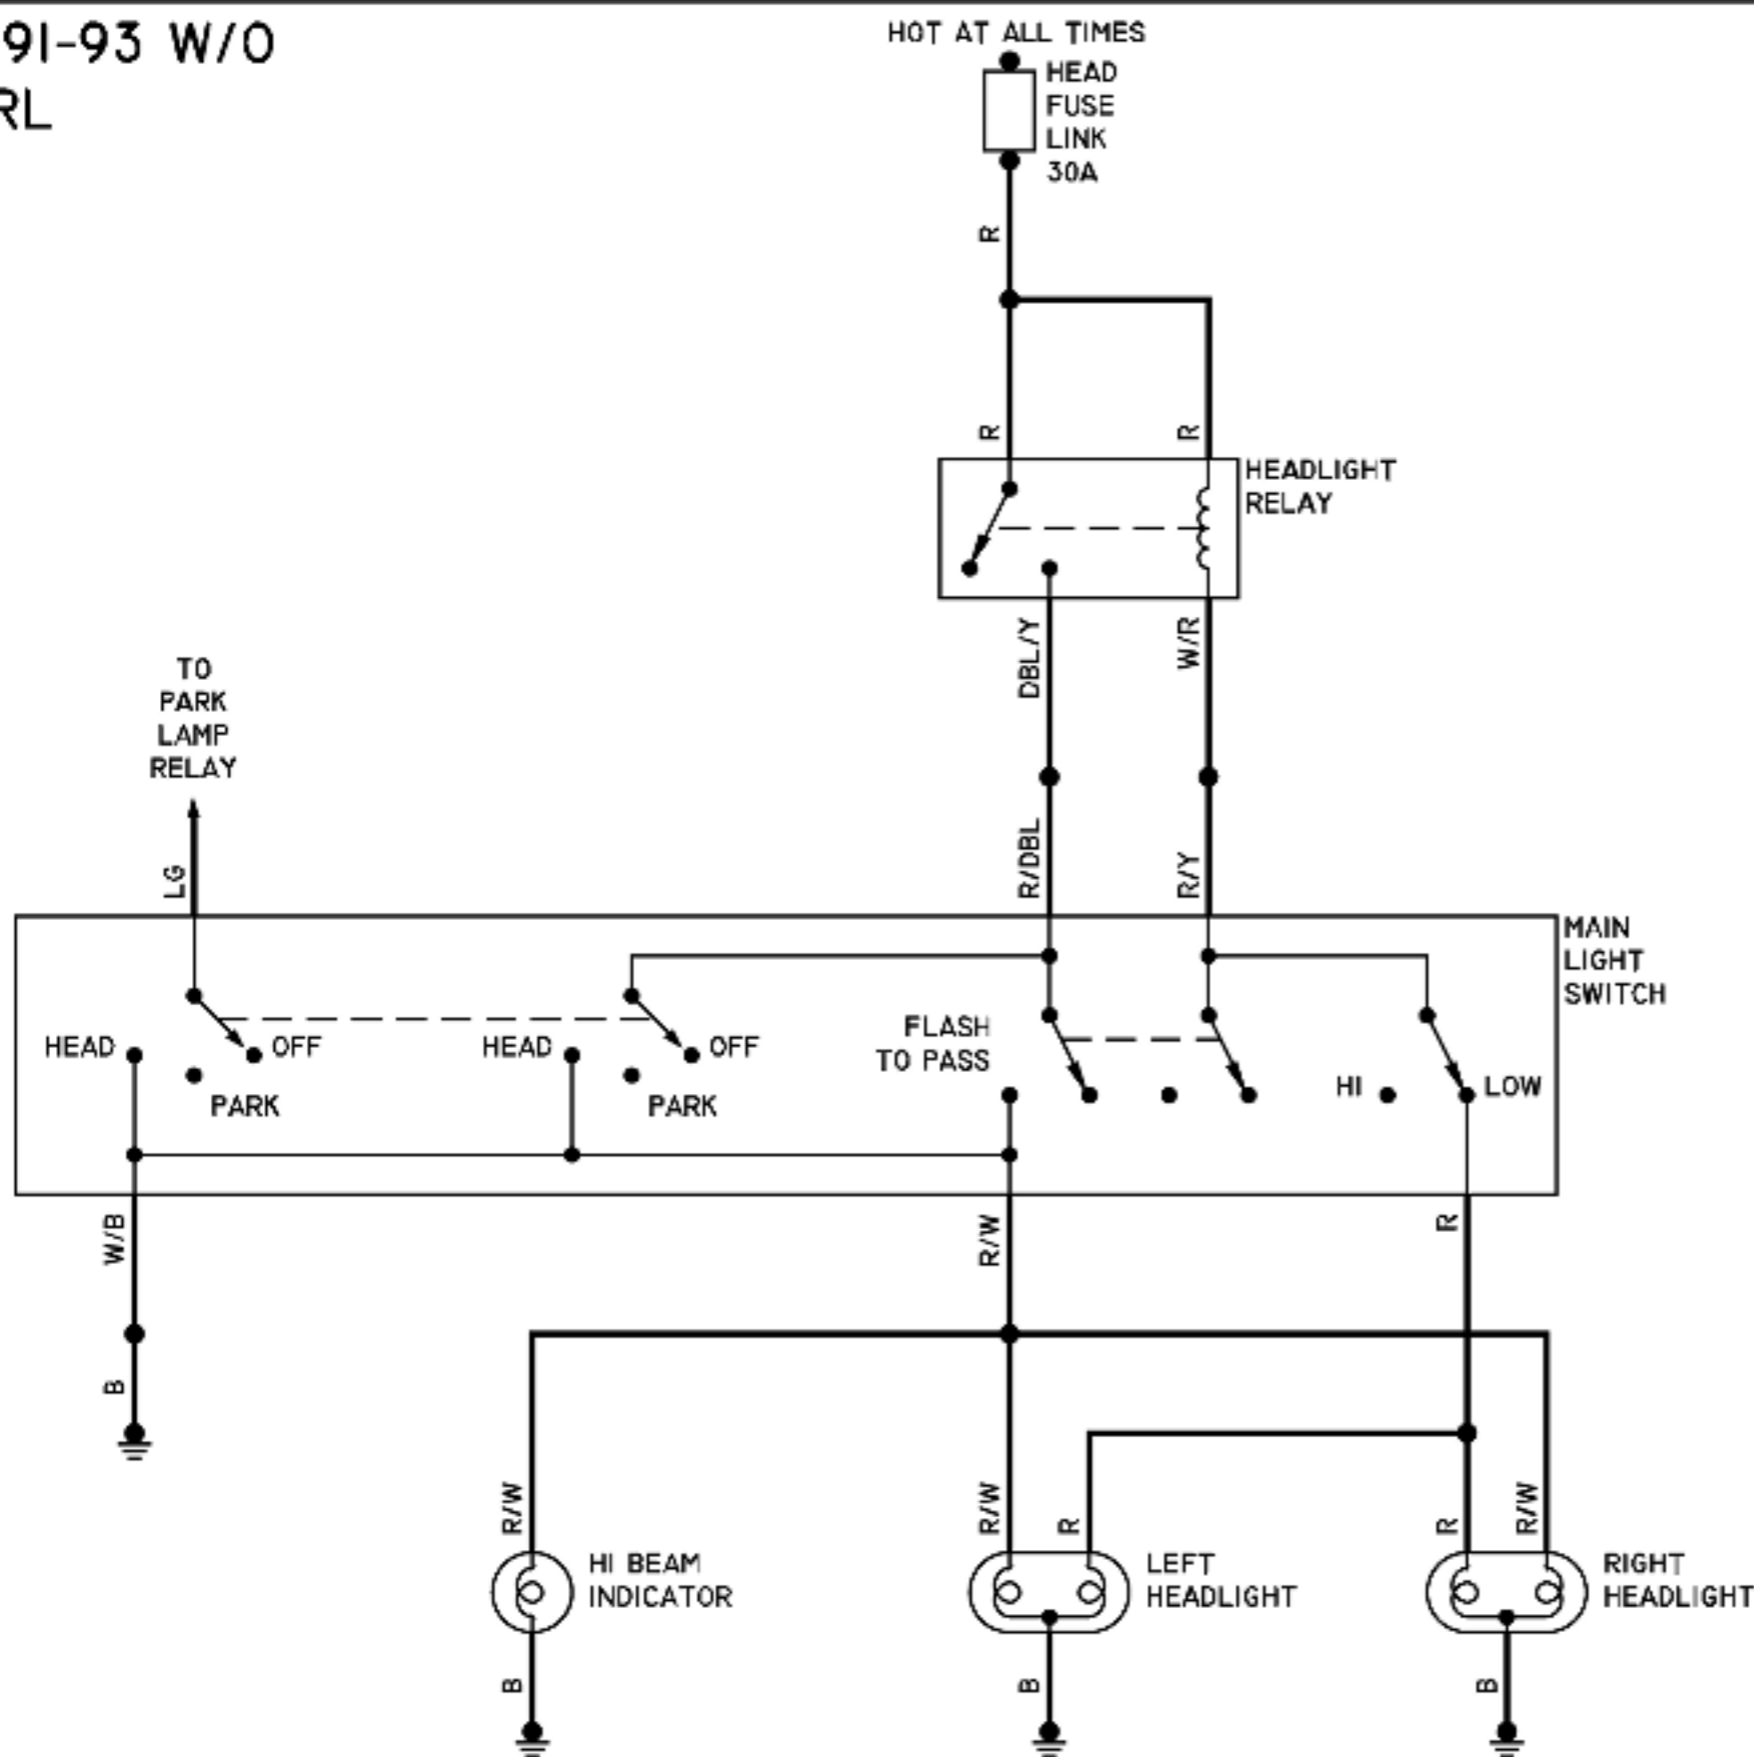 91-93 W/O
RL
HOT AT ALL TIMES
HEAD
FUSE
LINK
30A
R
R
R
HEADLIGHT
RELAY
DBL/Y
W/R
TO
PARK
LAMP
RELAY
LG
R/DBL
R/Y
MAIN
LIGHT
SWITCH
HEAD
OFF
PARK
HEAD
OFF
PARK
FLASH
TO PASS
HI
LOW
W/B
R/W
R
B
R/W
R/W
R
R
R/W
HI BEAM
INDICATOR
LEFT
HEADLIGHT
RIGHT
HEADLIGHT
B
B
B